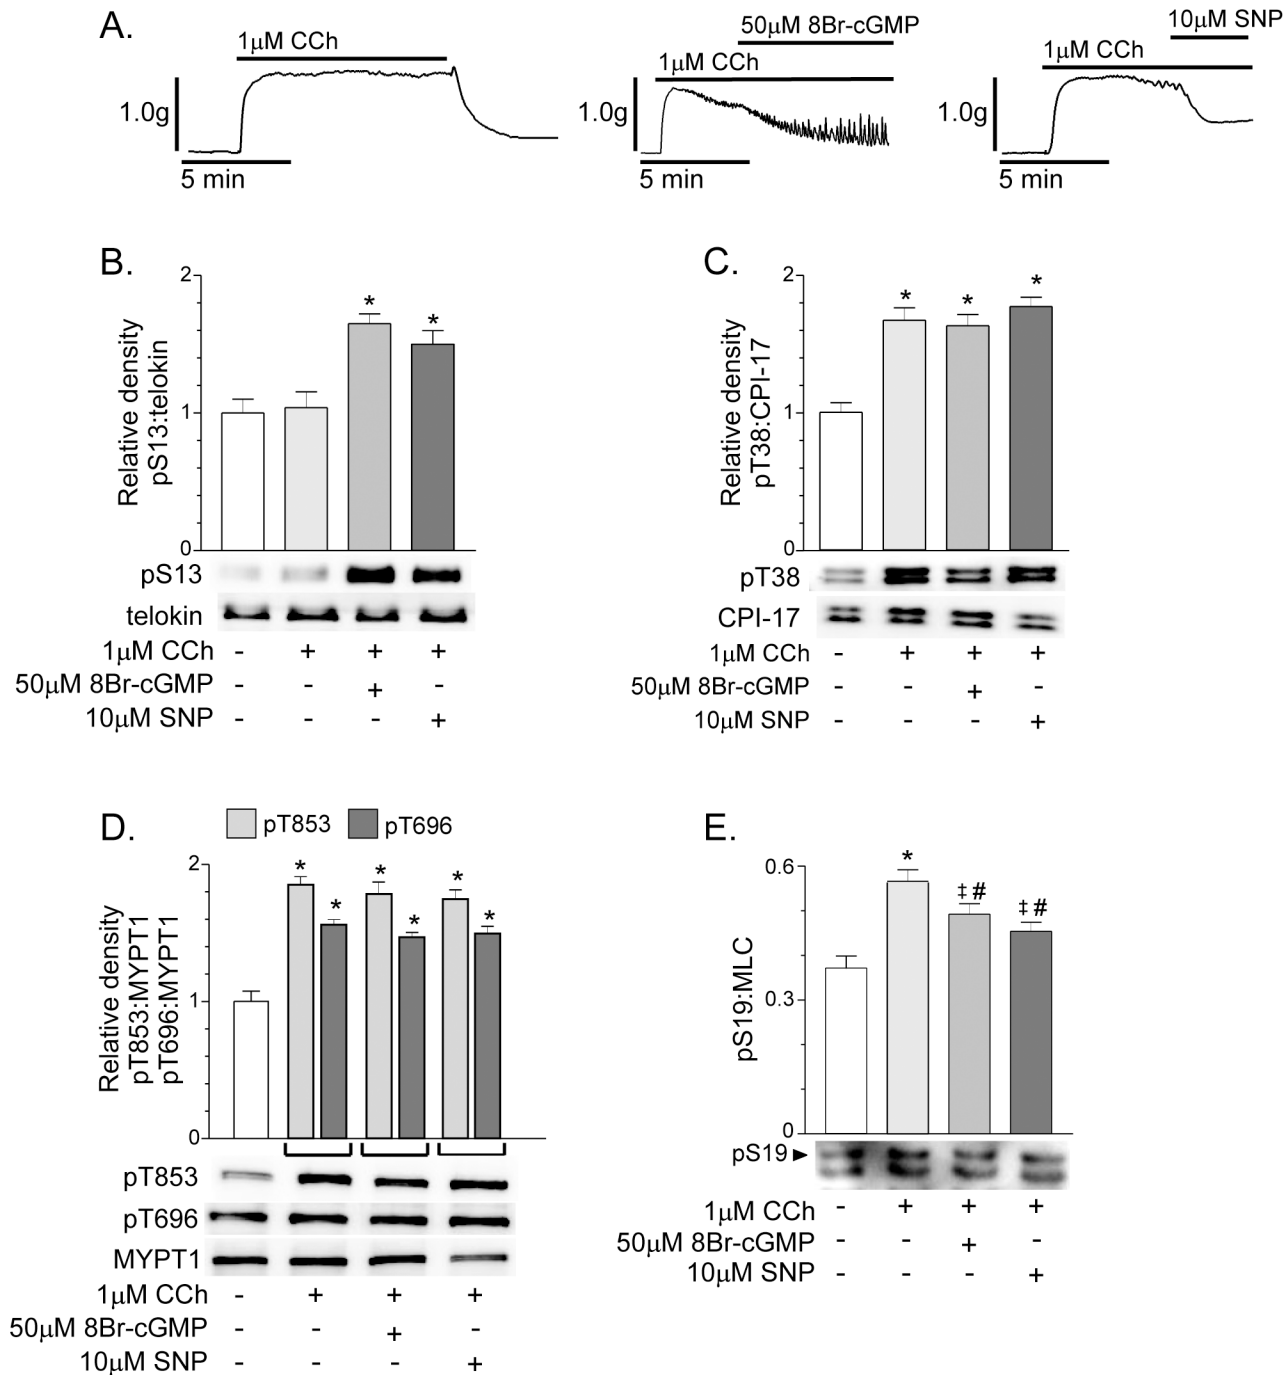 A.
1μM CCh
1.0g
5 min
50μM 8Br-cGMP
1μM CCh
1.0g
5 min
10μM SNP
1μM CCh
1.0g
5 min
B.
Relative density
pS13:telokin
2
1
0
* *
pS13
telokin
1μM CCh - + + +
50μM 8Br-cGMP - - + -
10μM SNP - - - +
C.
Relative density
pT38:CPI-17
2
1
0
* * *
pT38
CPI-17
1μM CCh - + + +
50μM 8Br-cGMP - - + -
10μM SNP - - - +
D.
pT853 pT696
Relative density
pT853:MYPT1
pT696:MYPT1
2
1
0
* * * * * *
pT853
pT696
MYPT1
1μM CCh - + + +
50μM 8Br-cGMP - - + -
10μM SNP - - - +
E.
pS19:MLC
0.6
0.3
0
* ‡# ‡#
pS19
1μM CCh - + + +
50μM 8Br-cGMP - - + -
10μM SNP - - - +